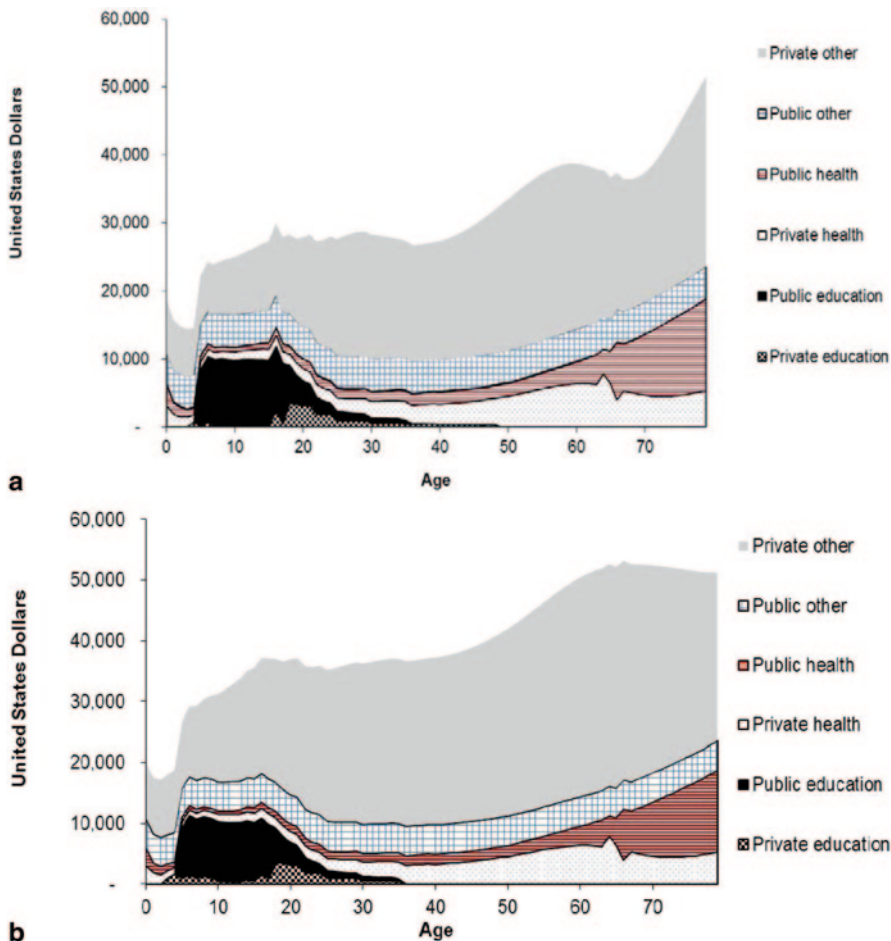 60,000
50,000
40,000
30,000
20,000
10,000
-
0 10 20 30 40 50 60 70
Age
United States Dollars
Private other
Public other
Public health
Private health
Public education
Private education
a
60,000
50,000
40,000
30,000
20,000
10,000
-
0 10 20 30 40 50 60 70
Age
United States Dollars
Private other
Public other
Public health
Private health
Public education
Private education
b